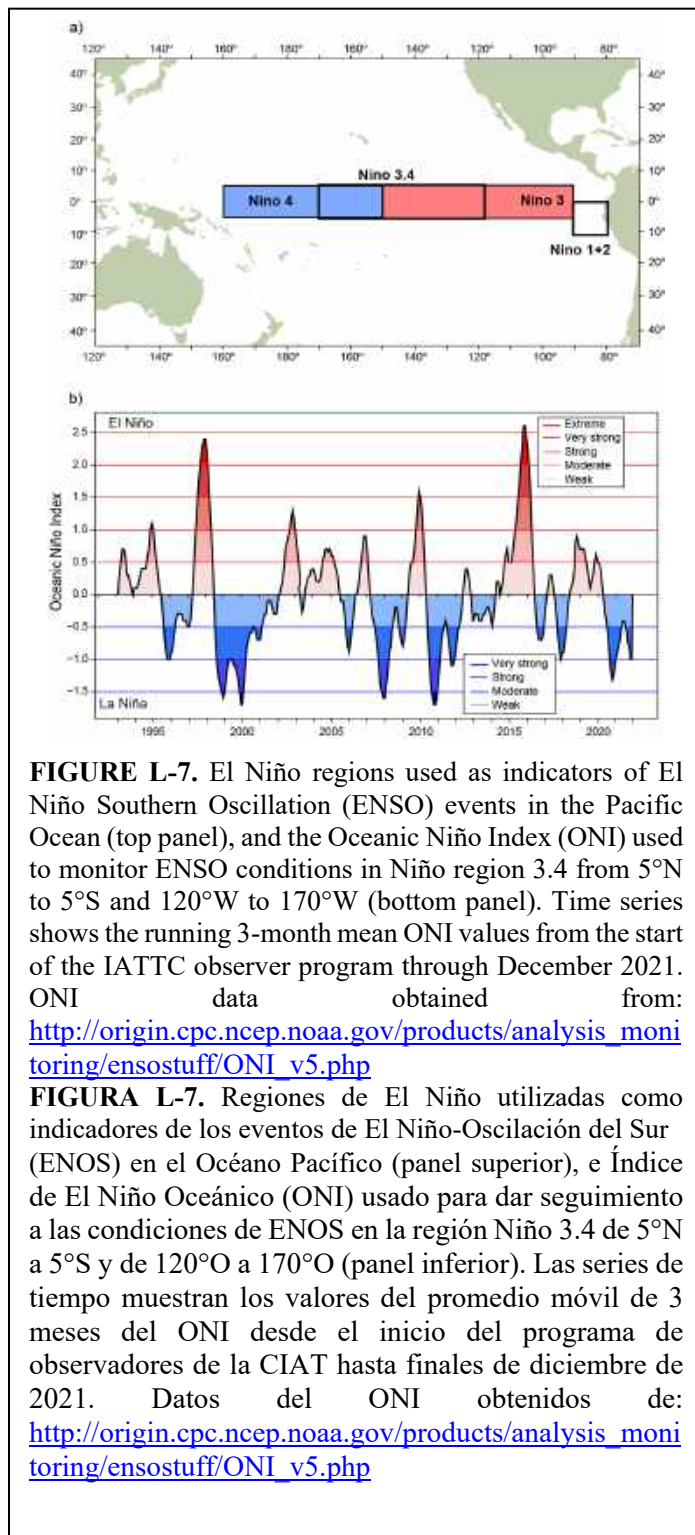 a)
120° 140° 160° 180° 160° 140° 120° 100° 80°
40° 40°
30° 30°
20° 20°
10° 10°
0° 0°
10° 10°
20° 20°
30° 30°
40° 40°
Nino 3.4
Nino 4
Nino 3
Nino 1+2
120° 140° 160° 180° 160° 140° 120° 100° 80°
b)
El Niño
Extreme
Very strong
Strong
Moderate
Weak
Oceanic Niño Index
2.5
2.0
1.5
1.0
0.5
0.0
−0.5
−1.0
−1.5
Very strong
Strong
Moderate
Weak
La Niña
1995 2000 2005 2010 2015 2020
FIGURE L-7. El Niño regions used as indicators of El
Niño Southern Oscillation (ENSO) events in the Pacific
Ocean (top panel), and the Oceanic Niño Index (ONI) used
to monitor ENSO conditions in Niño region 3.4 from 5°N
to 5°S and 120°W to 170°W (bottom panel). Time series
shows the running 3-month mean ONI values from the start
of the IATTC observer program through December 2021.
ONI data obtained from:
http://origin.cpc.ncep.noaa.gov/products/analysis_moni
toring/ensostuff/ONI_v5.php
FIGURA L-7. Regiones de El Niño utilizadas como
indicadores de los eventos de El Niño-Oscilación del Sur
(ENOS) en el Océano Pacífico (panel superior), e Índice
de El Niño Oceánico (ONI) usado para dar seguimiento
a las condiciones de ENOS en la región Niño 3.4 de 5°N
a 5°S y de 120°O a 170°O (panel inferior). Las series de
tiempo muestran los valores del promedio móvil de 3
meses del ONI desde el inicio del programa de
observadores de la CIAT hasta finales de diciembre de
2021. Datos del ONI obtenidos de:
http://origin.cpc.ncep.noaa.gov/products/analysis_moni
toring/ensostuff/ONI_v5.php